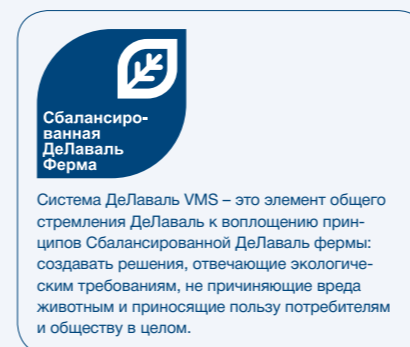 Сбалансиро-
ванная
ДеЛаваль
Ферма
Система ДеЛаваль VMS – это элемент общего
стремления ДеЛаваль к воплощению прин-
ципов Сбалансированной ДеЛаваль фермы:
создавать решения, отвечающие экологиче-
ским требованиям, не причиняющие вреда
животным и приносящие пользу потребителям
и обществу в целом.